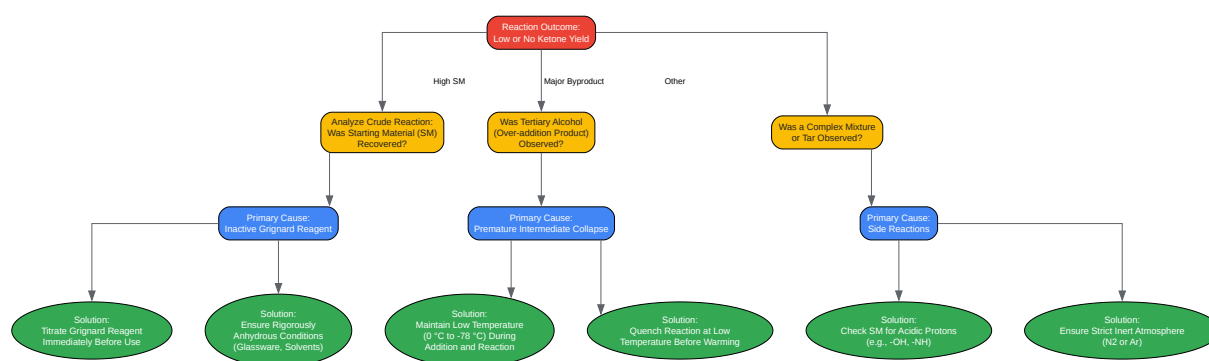 Reaction Outcome:
Low or No Ketone Yield
High SM
Major Byproduct
Other
Analyze Crude Reaction:
Was Starting Material (SM)
Recovered?
Was Tertiary Alcohol
(Over-addition Product)
Observed?
Was a Complex Mixture
or Tar Observed?
Primary Cause:
Inactive Grignard Reagent
Primary Cause:
Premature Intermediate Collapse
Primary Cause:
Side Reactions
Solution:
Titrate Grignard Reagent
Immediately Before Use
Solution:
Ensure Rigorously
Anhydrous Conditions
(Glassware, Solvents)
Solution:
Maintain Low Temperature
(0 °C to -78 °C) During
Addition and Reaction
Solution:
Quench Reaction at Low
Temperature Before Warming
Solution:
Check SM for Acidic Protons
(e.g., -OH, -NH)
Solution:
Ensure Strict Inert Atmosphere
(N2 or Ar)